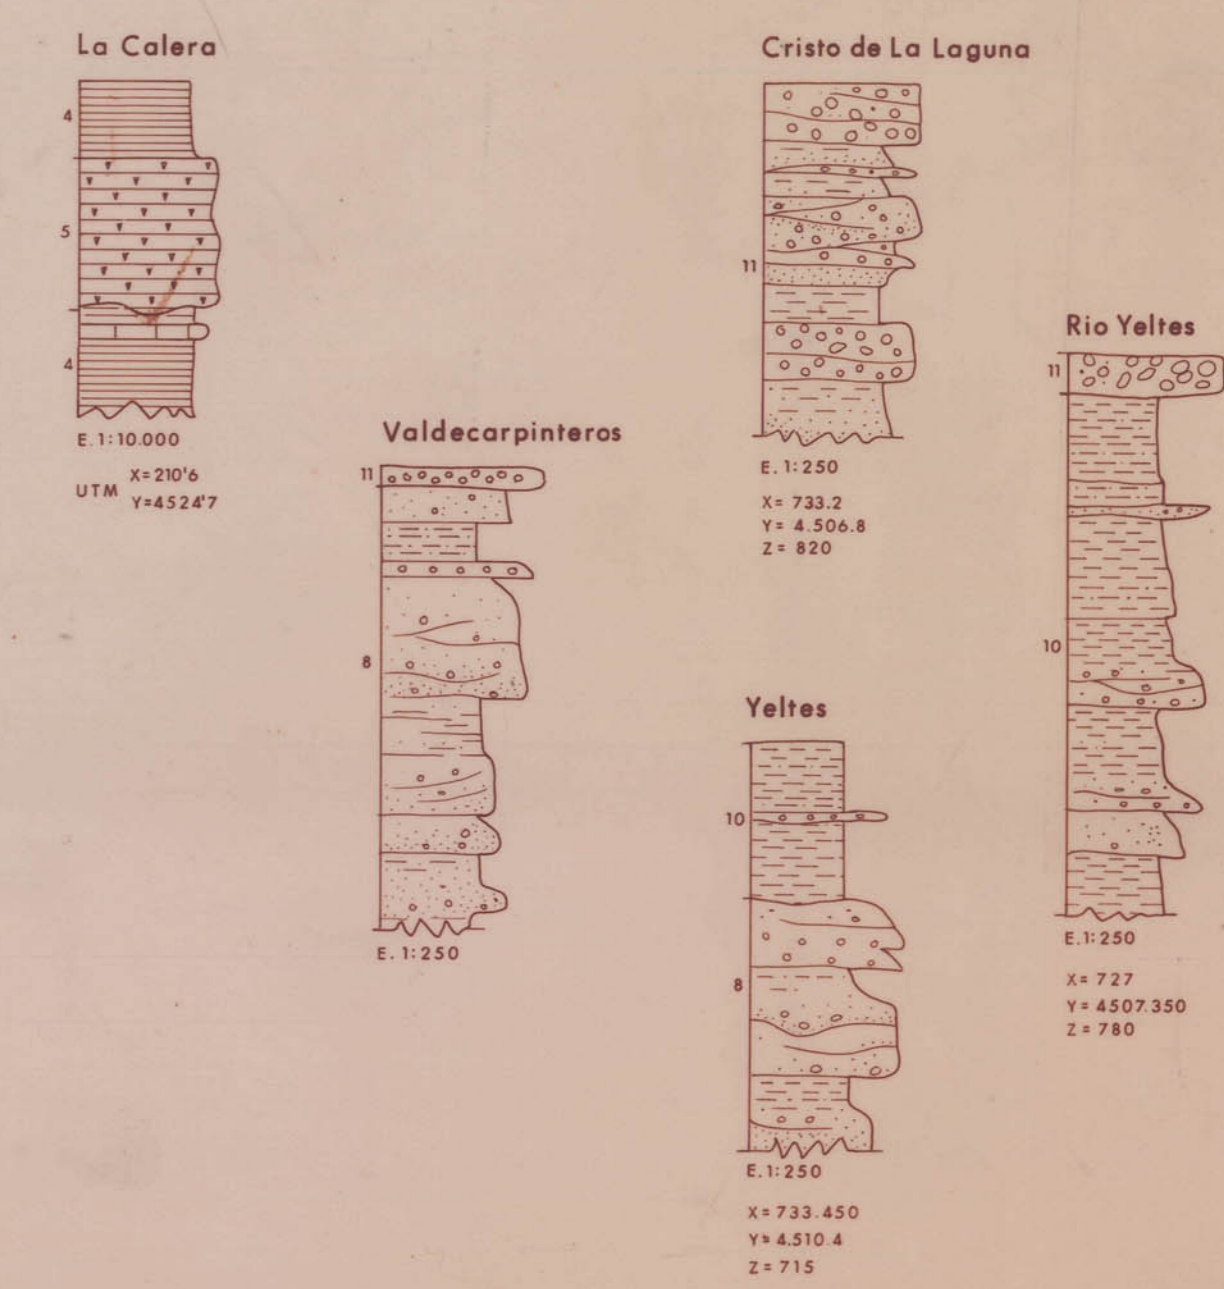 La Calera
4
5
4
E. 1:10.000
UTM X=210'6
Y=4524'7
Valdecarpinteros
11
8
E. 1:250
Cristo de La Laguna
11
E. 1:250
X= 733.2
Y= 4.506.8
Z= 820
Yeltes
10
8
E. 1:250
X= 733.450
Y= 4.510.4
Z= 715
Rio Yeltes
11
10
E. 1:250
X= 727
Y= 4507.350
Z= 780